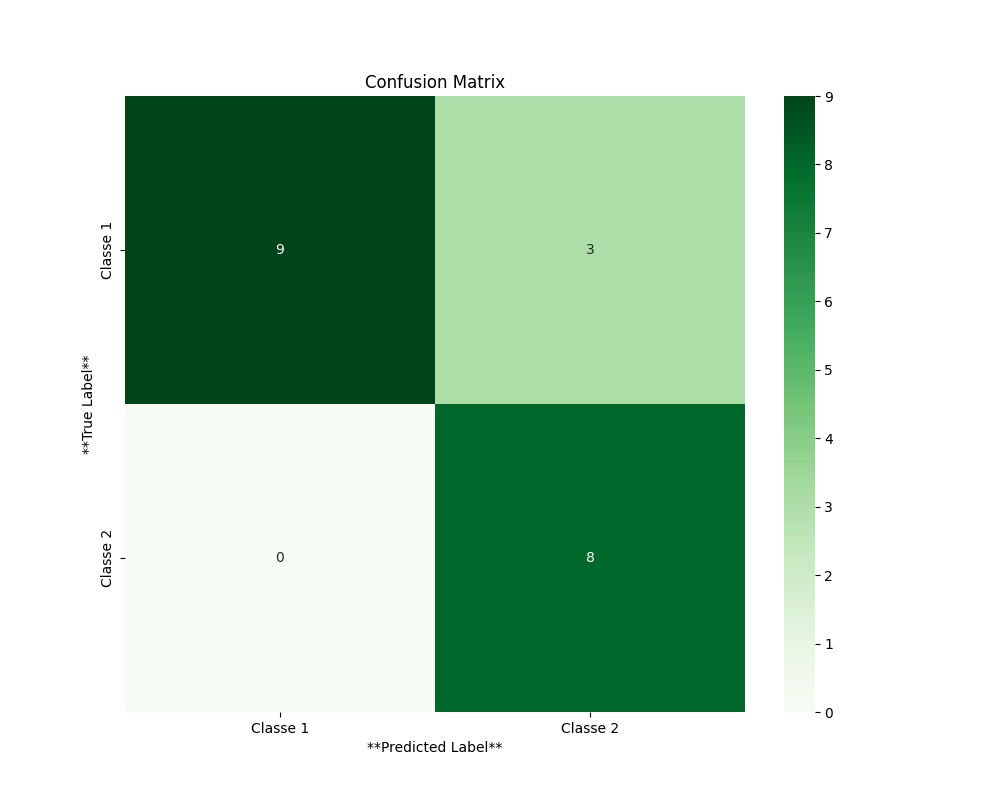 Confusion Matrix
Classe 1
Classe 2
**True Label**
9
3
0
8
Classe 1
Classe 2
**Predicted Label**
9
8
7
6
5
4
3
2
1
0